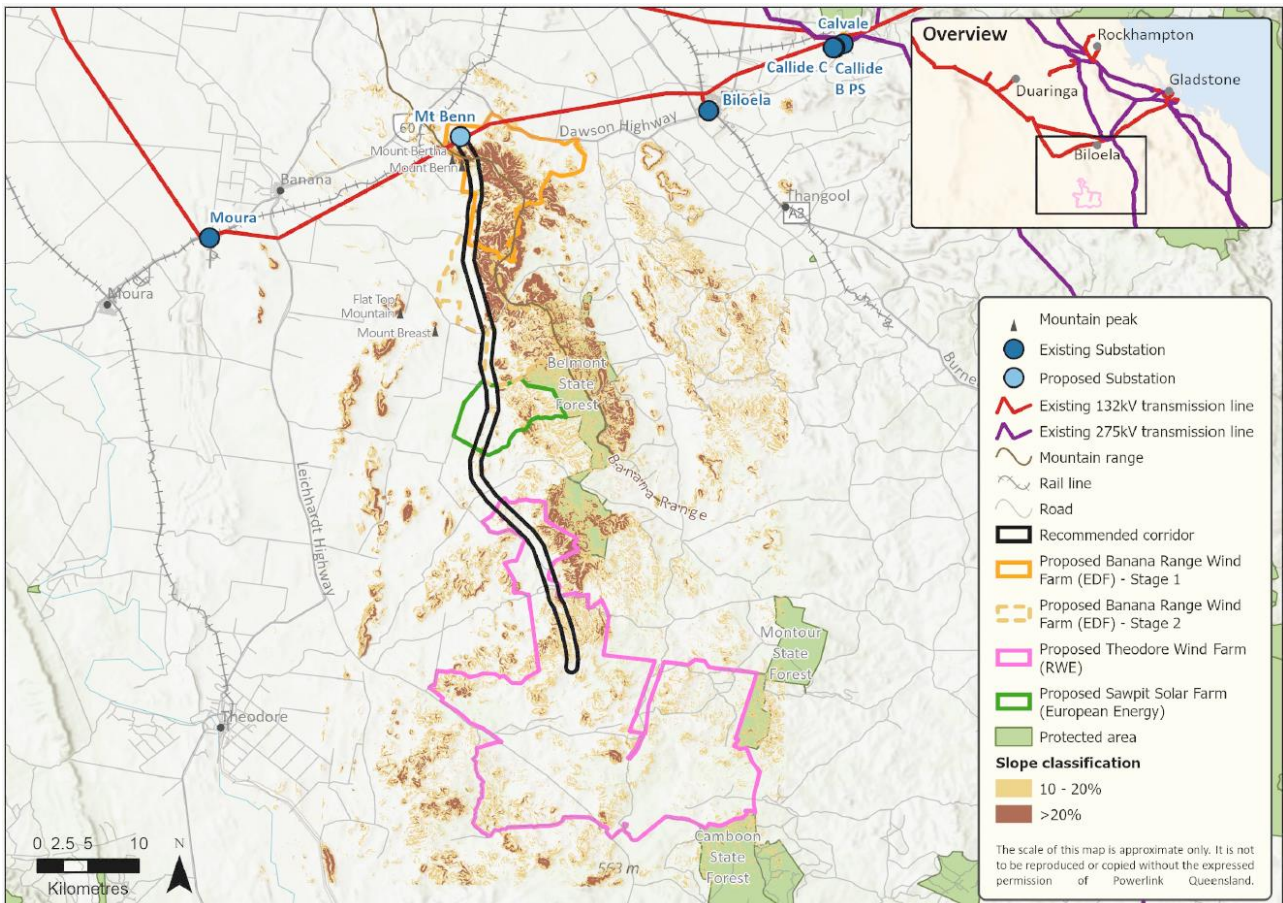 Calvale
Callide C Callide
B PS
Biloela
Mt Benn
60
Dawson Highway
Mount Bertha
Mount Benn
Banana
Moura
Moura
Thangool
A3
Flat Top
Mountain
Mount Breast
Belmont
State
Forest
Leichhardt Highway
Banana Range
Burne
Theodore
Montour
State
Forest
Camboon
State
Forest
553 m
0 2.5 5 10
Kilometres
N
Overview
Rockhampton
Gladstone
Duaringa
Biloela
Mountain peak
Existing Substation
Proposed Substation
Existing 132kV transmission line
Existing 275kV transmission line
Mountain range
Rail line
Road
Recommended corridor
Proposed Banana Range Wind
Farm (EDF) - Stage 1
Proposed Banana Range Wind
Farm (EDF) - Stage 2
Proposed Theodore Wind Farm
(RWE)
Proposed Sawpit Solar Farm
(European Energy)
Protected area
Slope classification
10 - 20%
>20%
The scale of this map is approximate only. It is not
to be reproduced or copied without the expressed
permission of Powerlink Queensland.